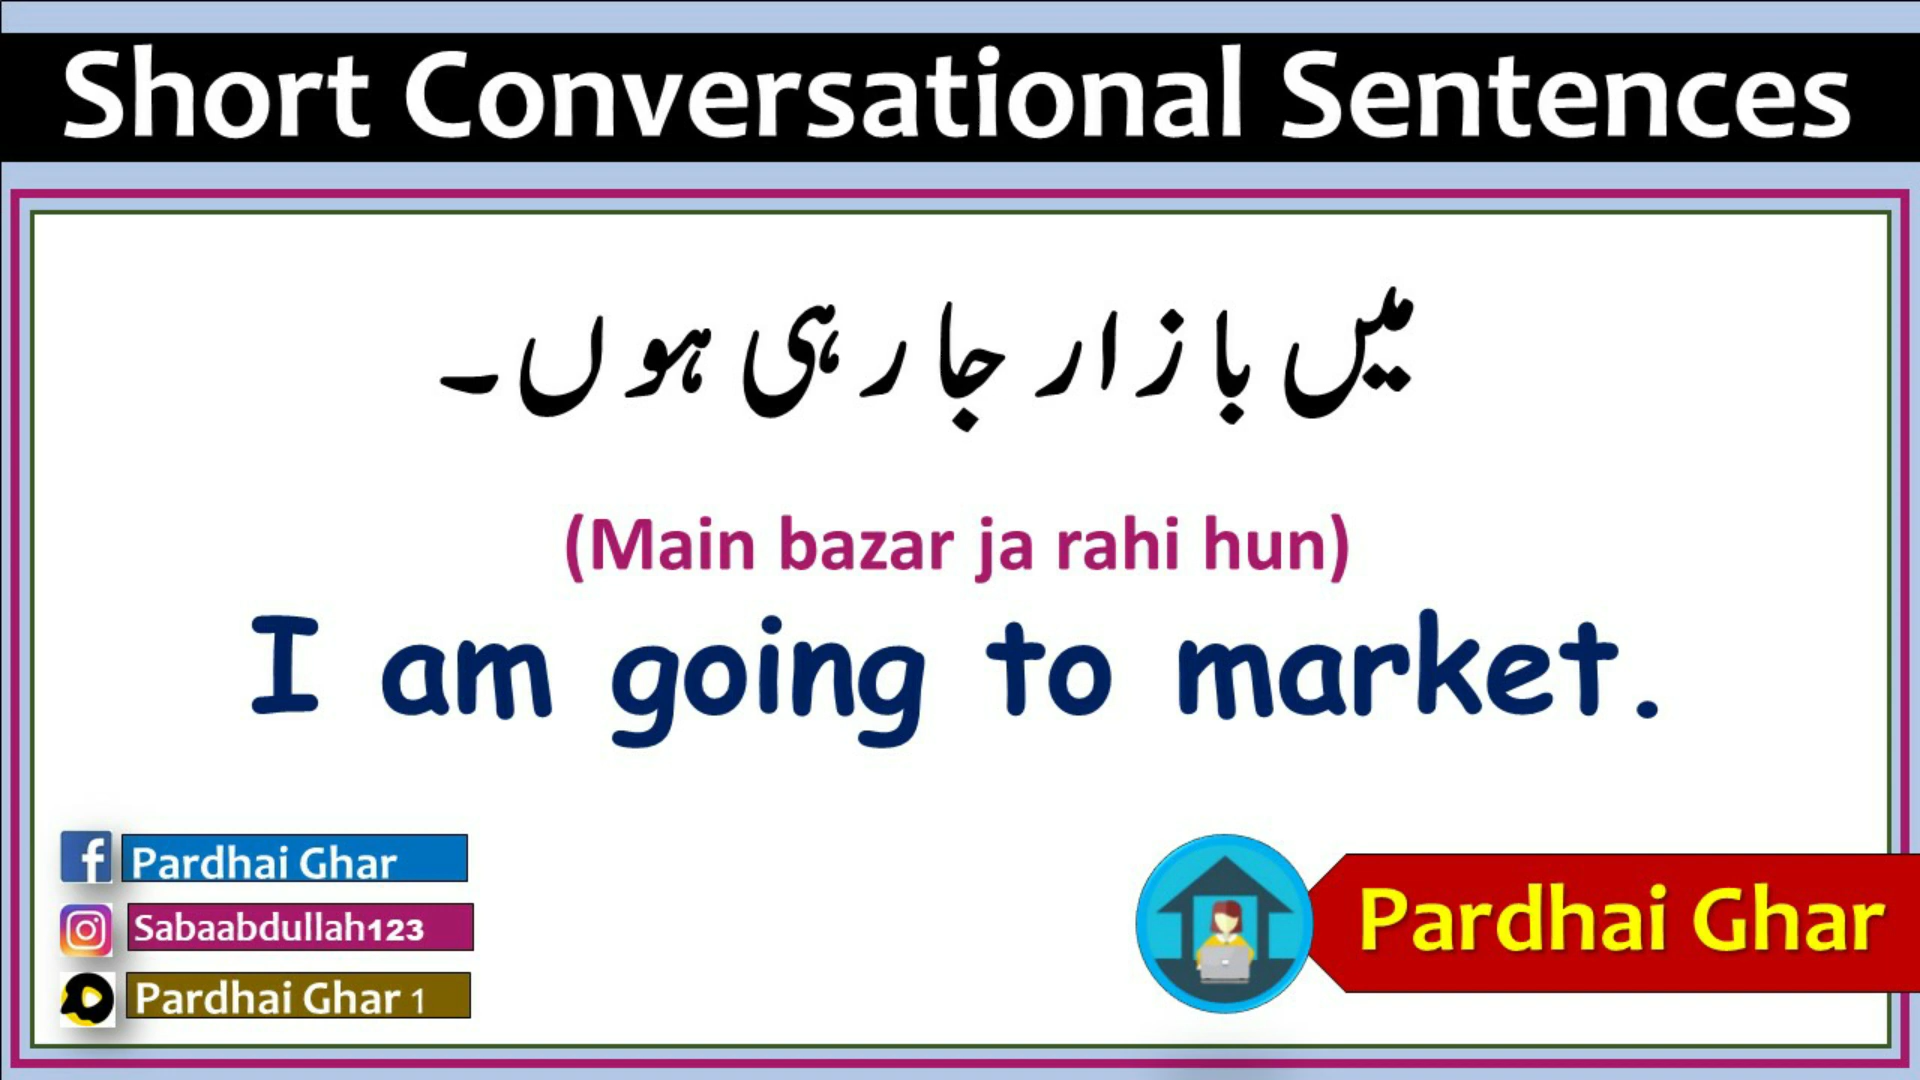 Short Conversational Sentences
میں بازار جا رہی ہوں۔
(Main bazar ja rahi hun)
I am going to market.
Pardhai Ghar
Sabaabdullah123
Pardhai Ghar 1
Pardhai Ghar